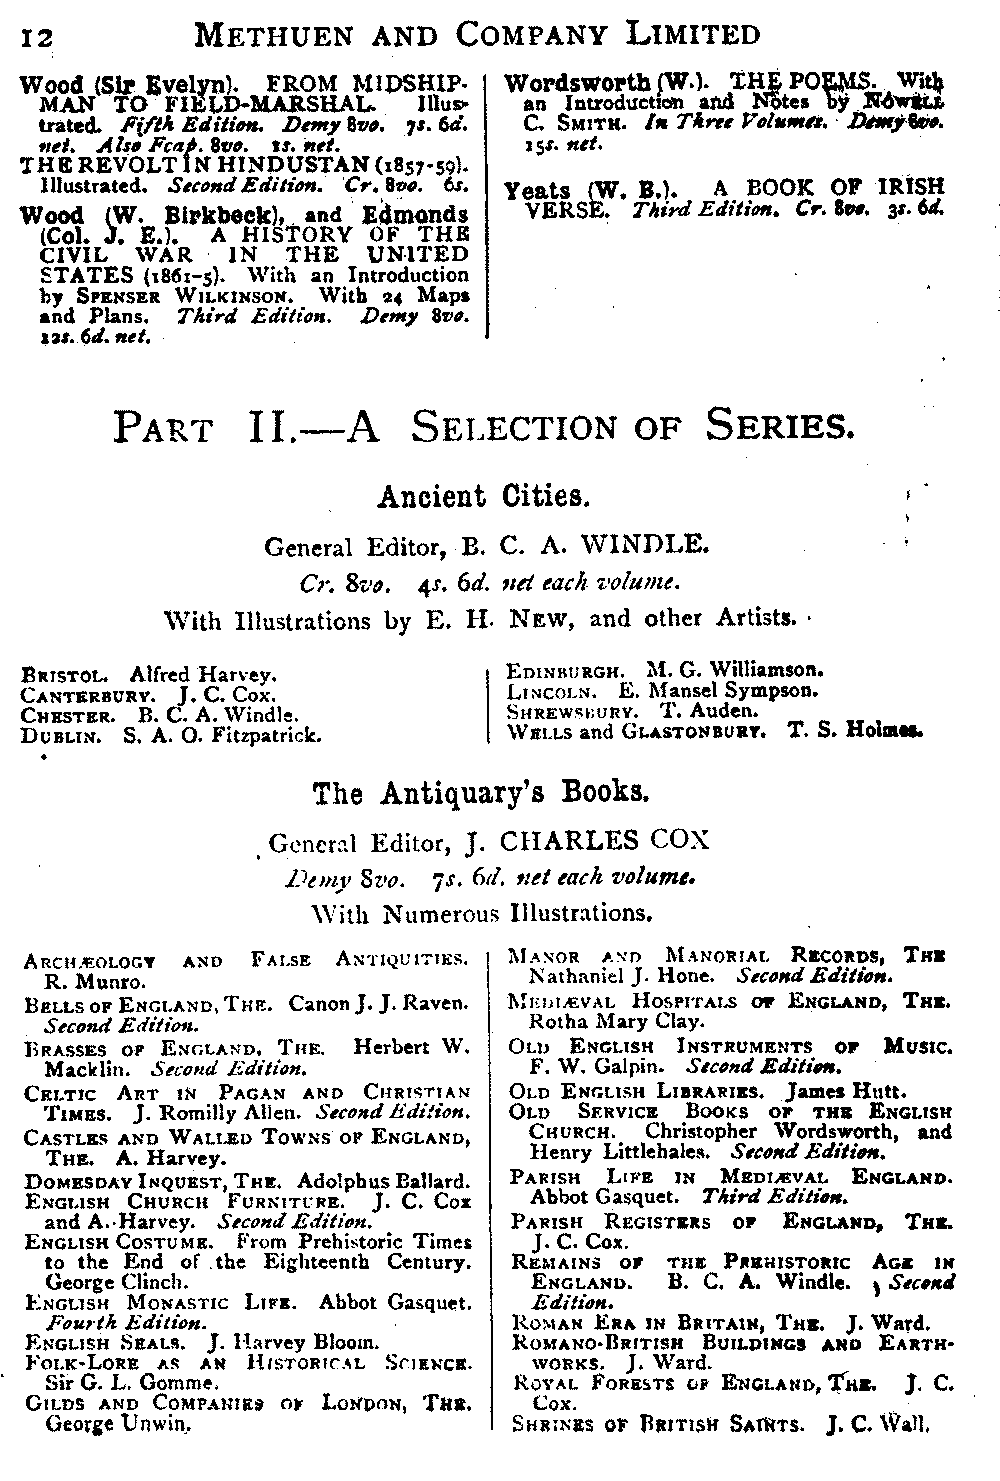 12 METHUEN AND COMPANY LIMITED
Wood (Sir Evelyn). FROM MIDSHIP-
MAN TO FIELD-MARSHAL. Illus-
trated. Fifth Edition. Demy 8vo. 7s. 6d.
net. Also Fcap. 8vo. 1s. net.
THE REVOLT IN HINDUSTAN (1857-59).
Illustrated. Second Edition. Cr. 8vo. 6s.
Wood (W. Birkbeck), and Edmonds
(Col. J. E.). A HISTORY OF THE
CIVIL WAR IN THE UNITED
STATES (1861-5). With an Introduction
by SPENSER WILKINSON. With 24 Maps
and Plans. Third Edition. Demy 8vo.
12s. 6d. net.
Wordsworth (W.). THE POEMS. With
an Introduction and Notes by NOWELL
C. SMITH. In Three Volumes. Demy 8vo.
15s. net.
Yeats (W. B.). A BOOK OF IRISH
VERSE. Third Edition. Cr. 8vo. 3s. 6d.
PART II.—A SELECTION OF SERIES.
Ancient Cities.
General Editor, B. C. A. WINDLE.
Cr. 8vo. 4s. 6d. net each volume.
With Illustrations by E. H. NEW, and other Artists.
BRISTOL. Alfred Harvey.
CANTERBURY. J. C. Cox.
CHESTER. B. C. A. Windle.
DUBLIN. S. A. O. Fitzpatrick.
EDINBURGH. M. G. Williamson.
LINCOLN. E. Mansel Sympson.
SHREWSBURY. T. Auden.
WELLS and GLASTONBURY. T. S. Holmes.
The Antiquary's Books.
General Editor, J. CHARLES COX
Demy 8vo. 7s. 6d. net each volume.
With Numerous Illustrations.
ARCHÆOLOGY AND FALSE ANTIQUITIES.
R. Munro.
BELLS OF ENGLAND, THE. Canon J. J. Raven.
Second Edition.
BRASSES OF ENGLAND, THE. Herbert W.
Macklin. Second Edition.
CELTIC ART IN PAGAN AND CHRISTIAN
TIMES. J. Romilly Allen. Second Edition.
CASTLES AND WALLED TOWNS OF ENGLAND,
THE. A. Harvey.
DOMESDAY INQUEST, THE. Adolphus Ballard.
ENGLISH CHURCH FURNITURE. J. C. Cox
and A. Harvey. Second Edition.
ENGLISH COSTUME. From Prehistoric Times
to the End of the Eighteenth Century.
George Clinch.
ENGLISH MONASTIC LIFE. Abbot Gasquet.
Fourth Edition.
ENGLISH SEALS. J. Harvey Bloom.
FOLK-LORE AS AN HISTORICAL SCIENCE.
Sir G. L. Gomme.
GILDS AND COMPANIES OF LONDON, THE.
George Unwin.
MANOR AND MANORIAL RECORDS, THE
Nathaniel J. Hone. Second Edition.
MEDIÆVAL HOSPITALS OF ENGLAND, THE.
Rotha Mary Clay.
OLD ENGLISH INSTRUMENTS OF MUSIC.
F. W. Galpin. Second Edition.
OLD ENGLISH LIBRARIES. James Hutt.
OLD SERVICE BOOKS OF THE ENGLISH
CHURCH. Christopher Wordsworth, and
Henry Littlehales. Second Edition.
PARISH LIFE IN MEDIÆVAL ENGLAND.
Abbot Gasquet. Third Edition.
PARISH REGISTERS OF ENGLAND, THE.
J. C. Cox.
REMAINS OF THE PREHISTORIC AGE IN
ENGLAND. B. C. A. Windle. Second
Edition.
ROMAN ERA IN BRITAIN, THE. J. Ward.
ROMANO-BRITISH BUILDINGS AND EARTH-
WORKS. J. Ward.
ROYAL FORESTS OF ENGLAND, THE. J. C.
Cox.
SHRINES OF BRITISH SAINTS. J. C. Wall.